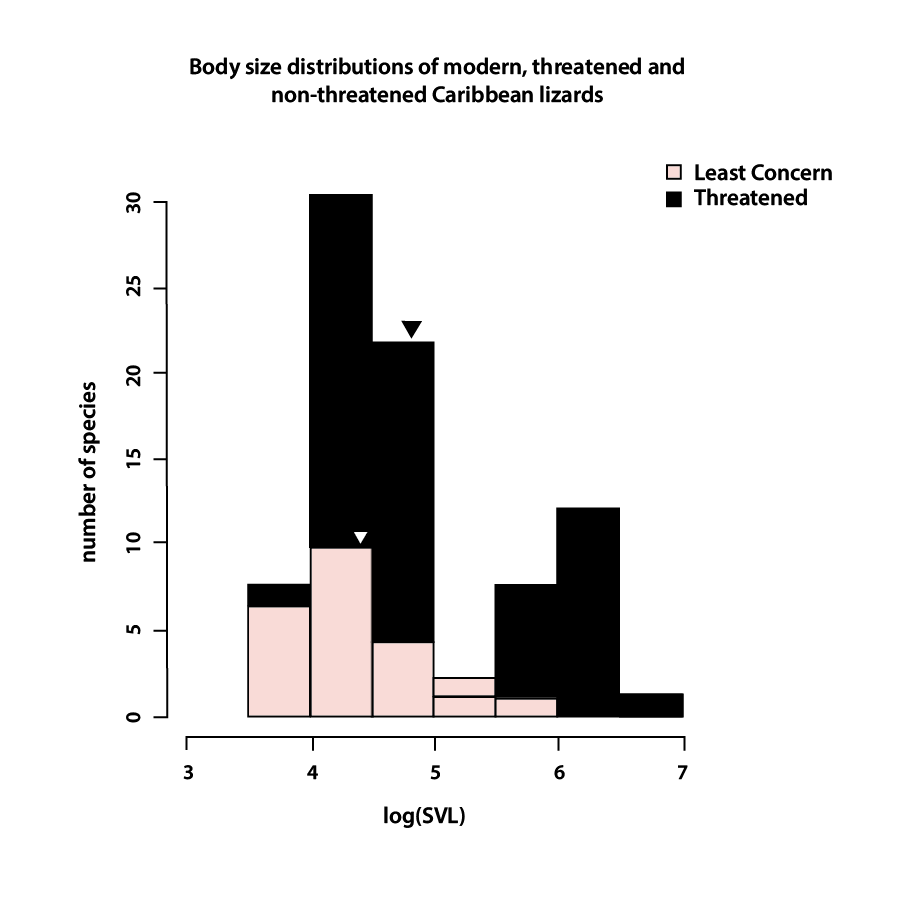 Body size distributions of modern, threatened and
non-threatened Caribbean lizards
Least Concern
Threatened
30
25
20
15
10
5
0
number of species
3 4 5 6 7
log(SVL)